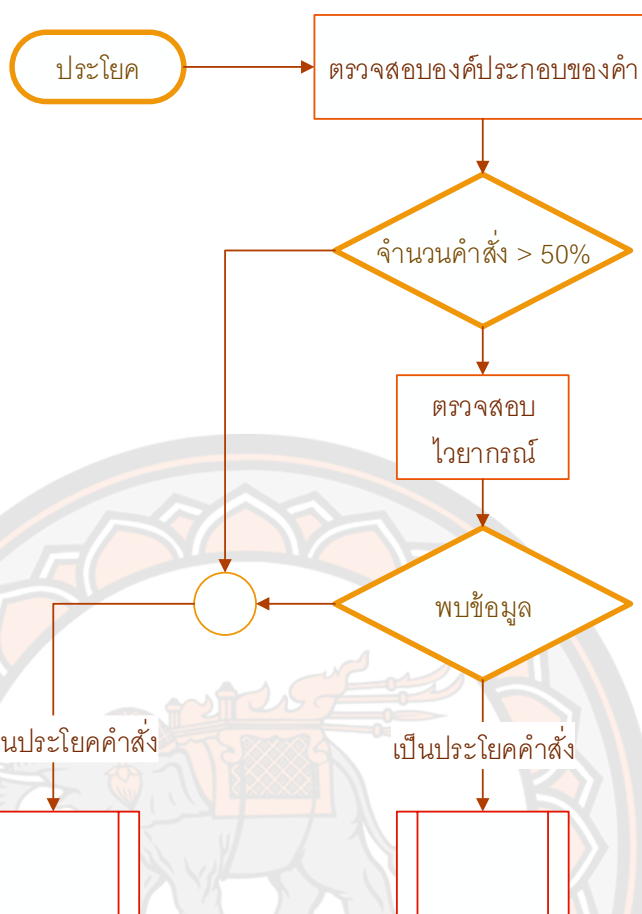 ประโยค
ตรวจสอบองค์ประกอบของคำ
จำนวนคำสั่ง > 50%
ตรวจสอบ
ไวยากรณ์
พบข้อมูล
นประโยคคำสั่ง
เป็นประโยคคำสั่ง